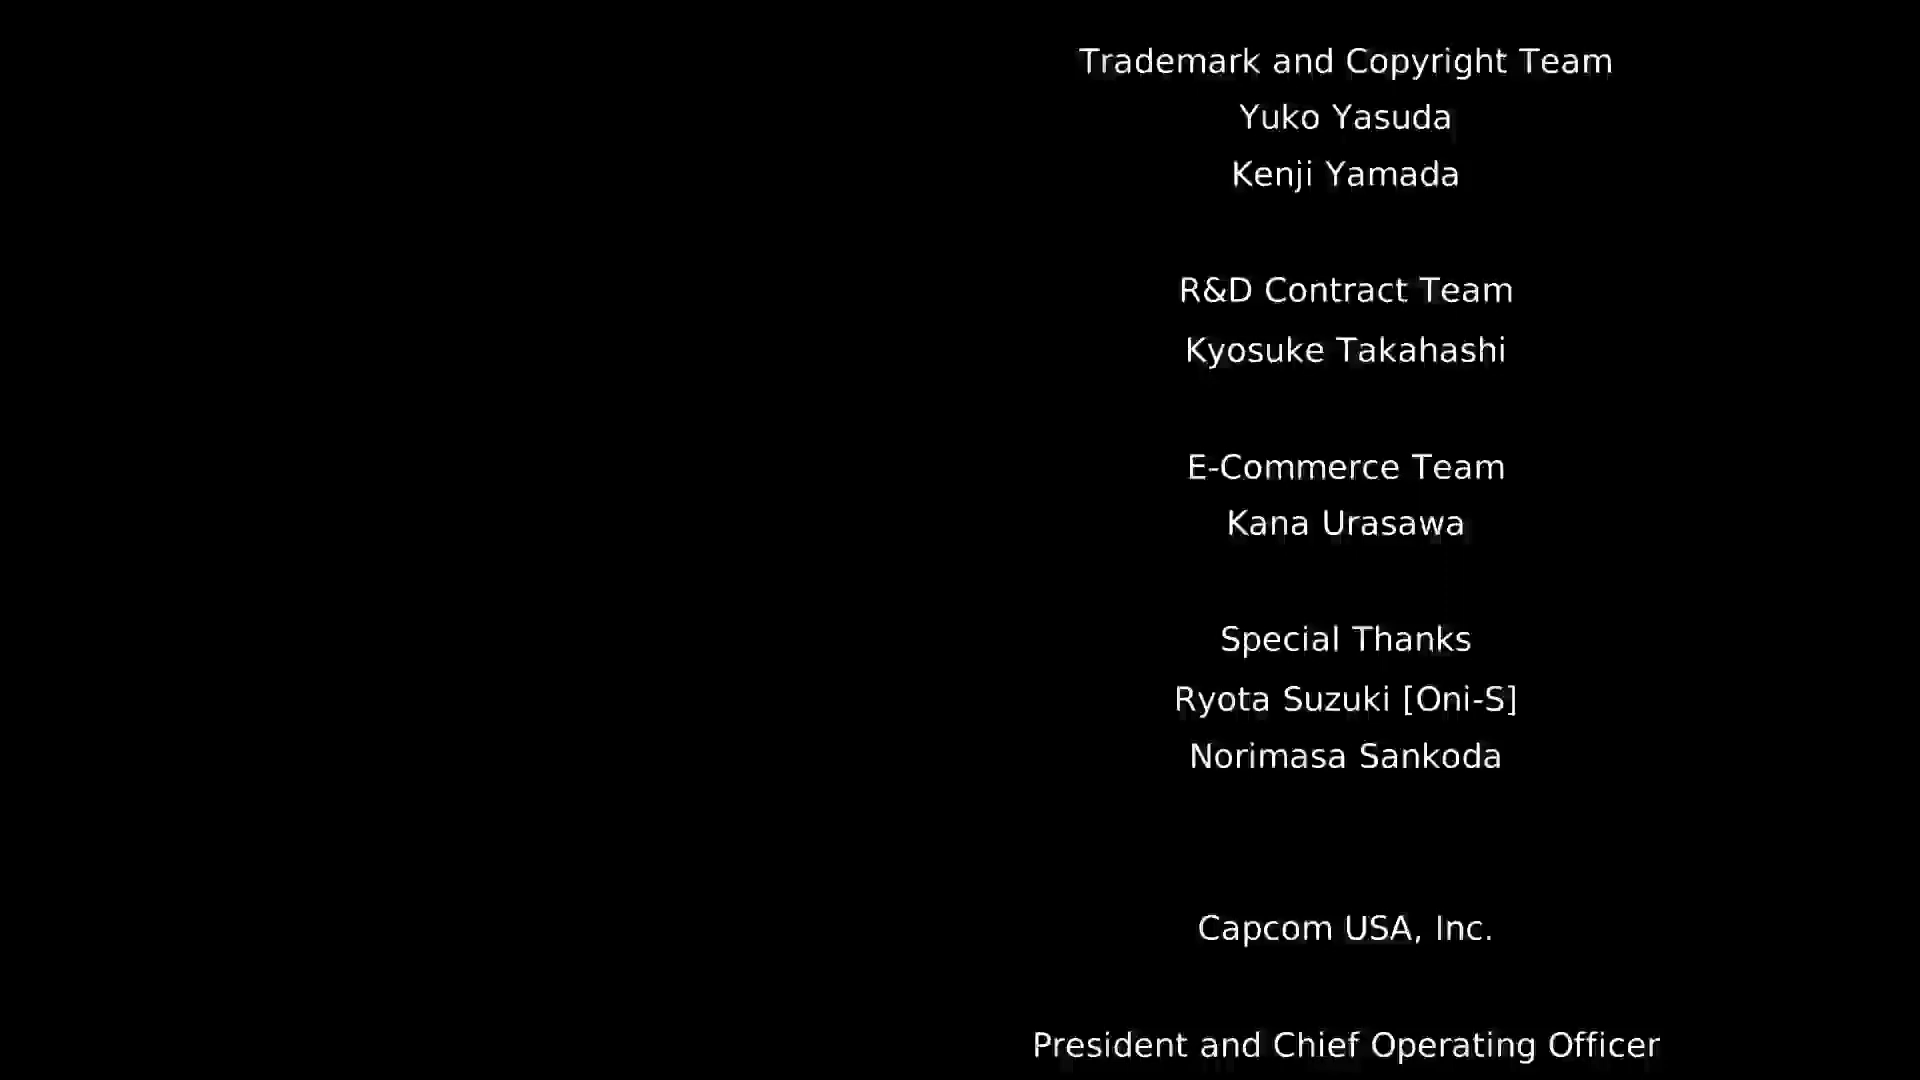 Trademark and Copyright Team
Yuko Yasuda
Kenji Yamada
R&D Contract Team
Kyosuke Takahashi
E-Commerce Team
Kana Urasawa
Special Thanks
Ryota Suzuki [Oni-S]
Norimasa Sankoda
Capcom USA, Inc.
President and Chief Operating Officer